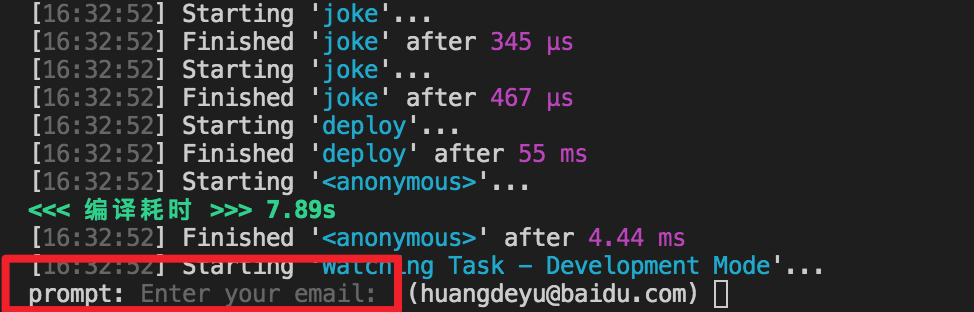 [16:32:52] Starting 'joke'...
[16:32:52] Finished 'joke' after 345 μs
[16:32:52] Starting 'joke'...
[16:32:52] Finished 'joke' after 467 μs
[16:32:52] Starting 'deploy'...
[16:32:52] Finished 'deploy' after 55 ms
[16:32:52] Starting '<anonymous>'...
<<< 编译耗时 >>> 7.89s
[16:32:52] Finished '<anonymous>' after 4.44 ms
[16:32:52] Starting 'Watching Task – Development Mode'...
prompt: Enter your email:  (huangdeyu@baidu.com)